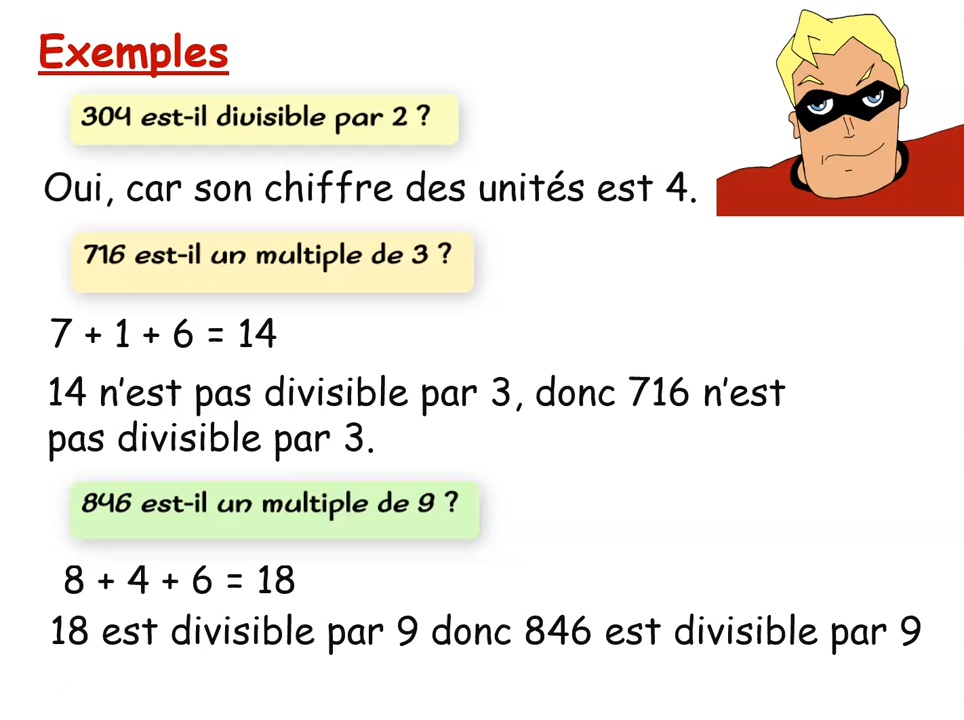 Exemples
304 est-il divisible par 2 ?
Oui, car son chiffre des unités est 4.
716 est-il un multiple de 3 ?
7 + 1 + 6 = 14
14 n’est pas divisible par 3, donc 716 n’est
pas divisible par 3.
846 est-il un multiple de 9 ?
8 + 4 + 6 = 18
18 est divisible par 9 donc 846 est divisible par 9